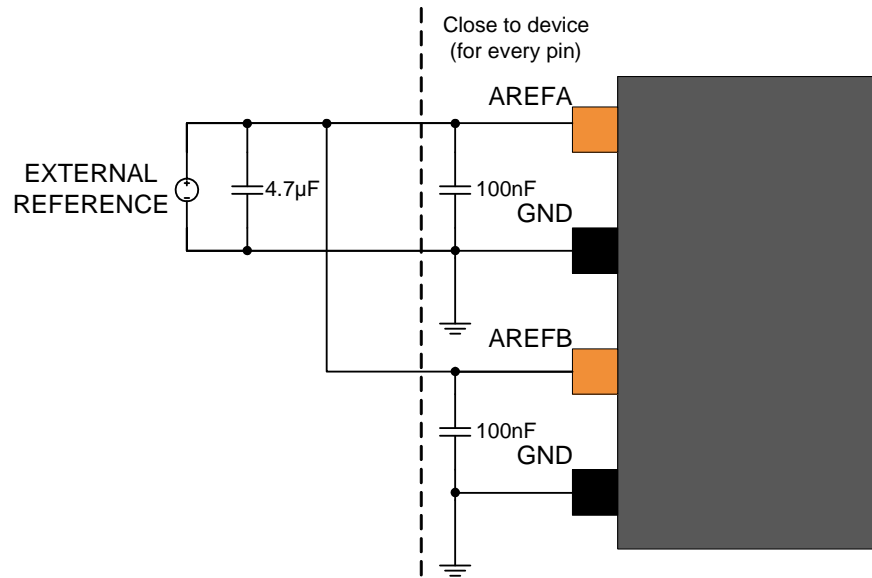 Close to device
(for every pin)
AREFA
EXTERNAL
REFERENCE
4.7µF
100nF
GND
AREFB
100nF
GND